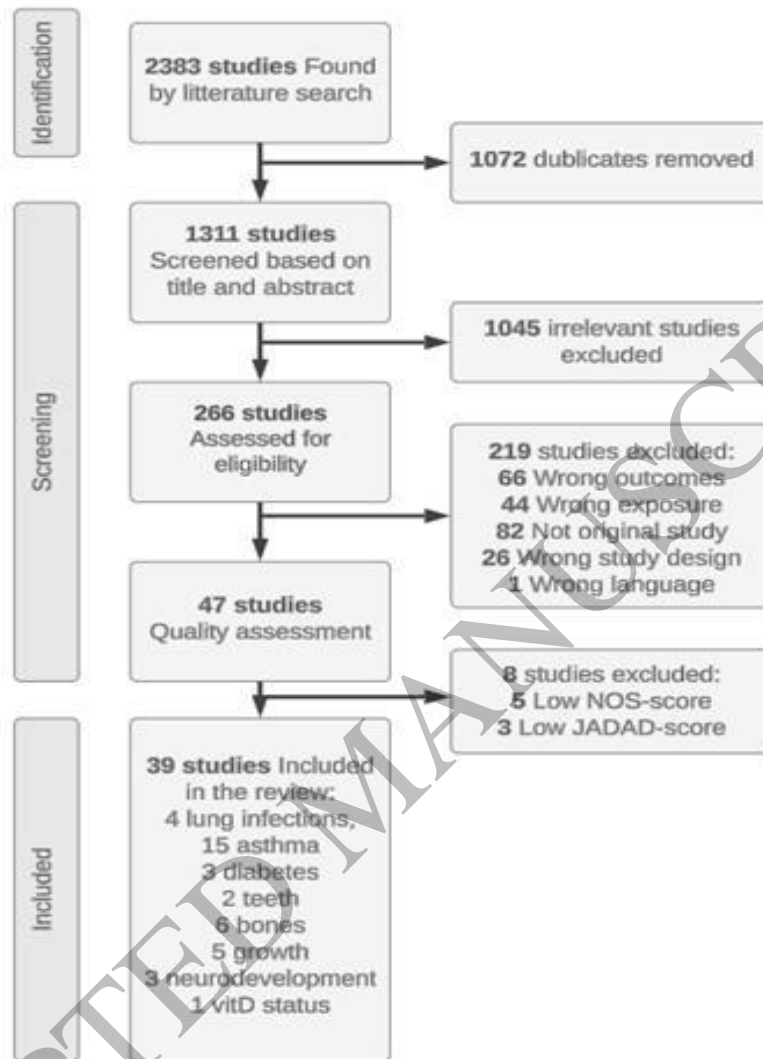 Identification
2383 studies Found
by litterature search
1072 dublicates removed
Screening
1311 studies
Screened based on
title and abstract
1045 irrelevant studies
excluded
266 studies
Assessed for
eligibility
219 studies excluded:
66 Wrong outcomes
44 Wrong exposure
82 Not original study
26 Wrong study design
1 Wrong language
47 studies
Quality assessment
8 studies excluded:
5 Low NOS-score
3 Low JADAD-score
Included
39 studies Included
in the review:
4 lung infections,
15 asthma
3 diabetes
2 teeth
6 bones
5 growth
3 neurodevelopment
1 vitD status
TED MANUSC